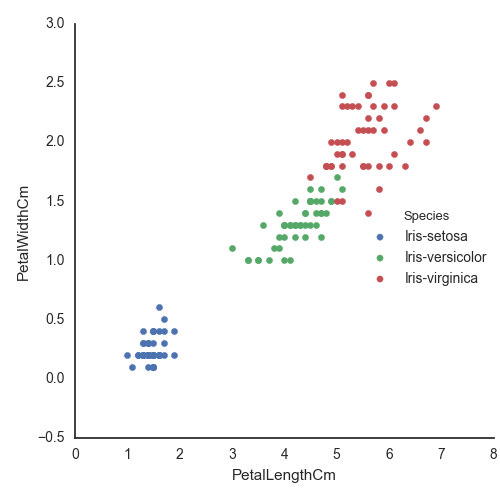 3.0
2.5
2.0
1.5
1.0
0.5
0.0
−0.5
PetalWidthCm
Species
Iris-setosa
Iris-versicolor
Iris-virginica
0 1 2 3 4 5 6 7 8
PetalLengthCm